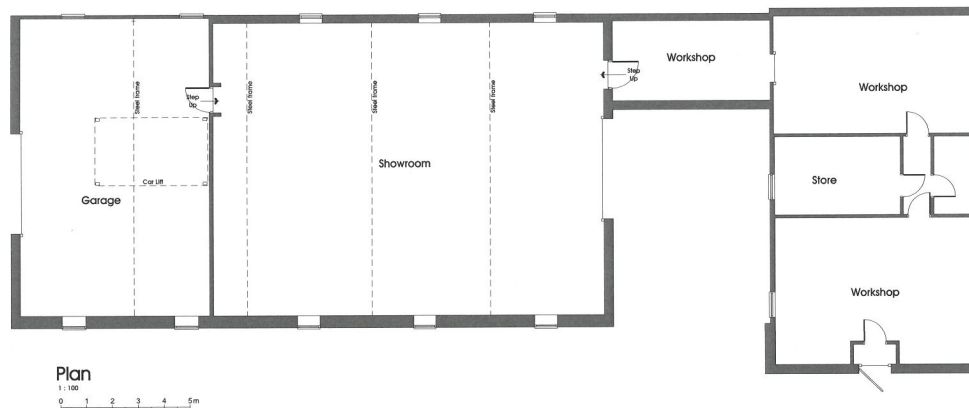 Workshop
Step
Up
Workshop
Step
Up
Steel frame
Steel frame
Steel frame
Steel frame
Showroom
Car Lift
Garage
Store
Workshop
Plan
1 : 100
0 1 2 3 4 5m